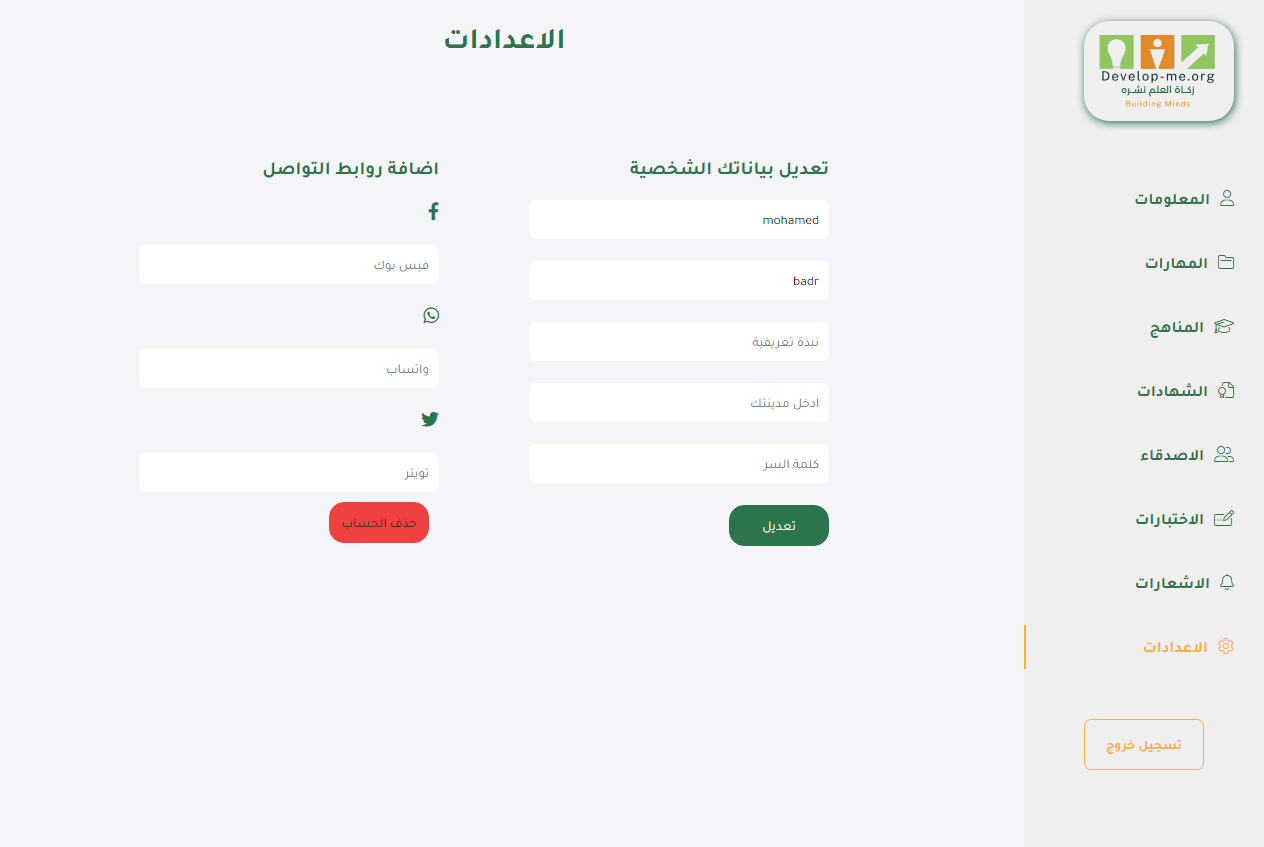 Develop-me.org
زكـاة العلم نشـره
Building Minds
المعلومات
المهارات
المناهج
الشهادات
الاصدقاء
الاختبارات
الاشعارات
الاعدادات
تسجيل خروج
الاعدادات
تعديل بياناتك الشخصية
mohamed
badr
نبذة تعريفية
ادخل مدينتك
كلمة السر
تعديل
اضافة روابط التواصل
فيس بوك
واتساب
تويتر
حذف الحساب